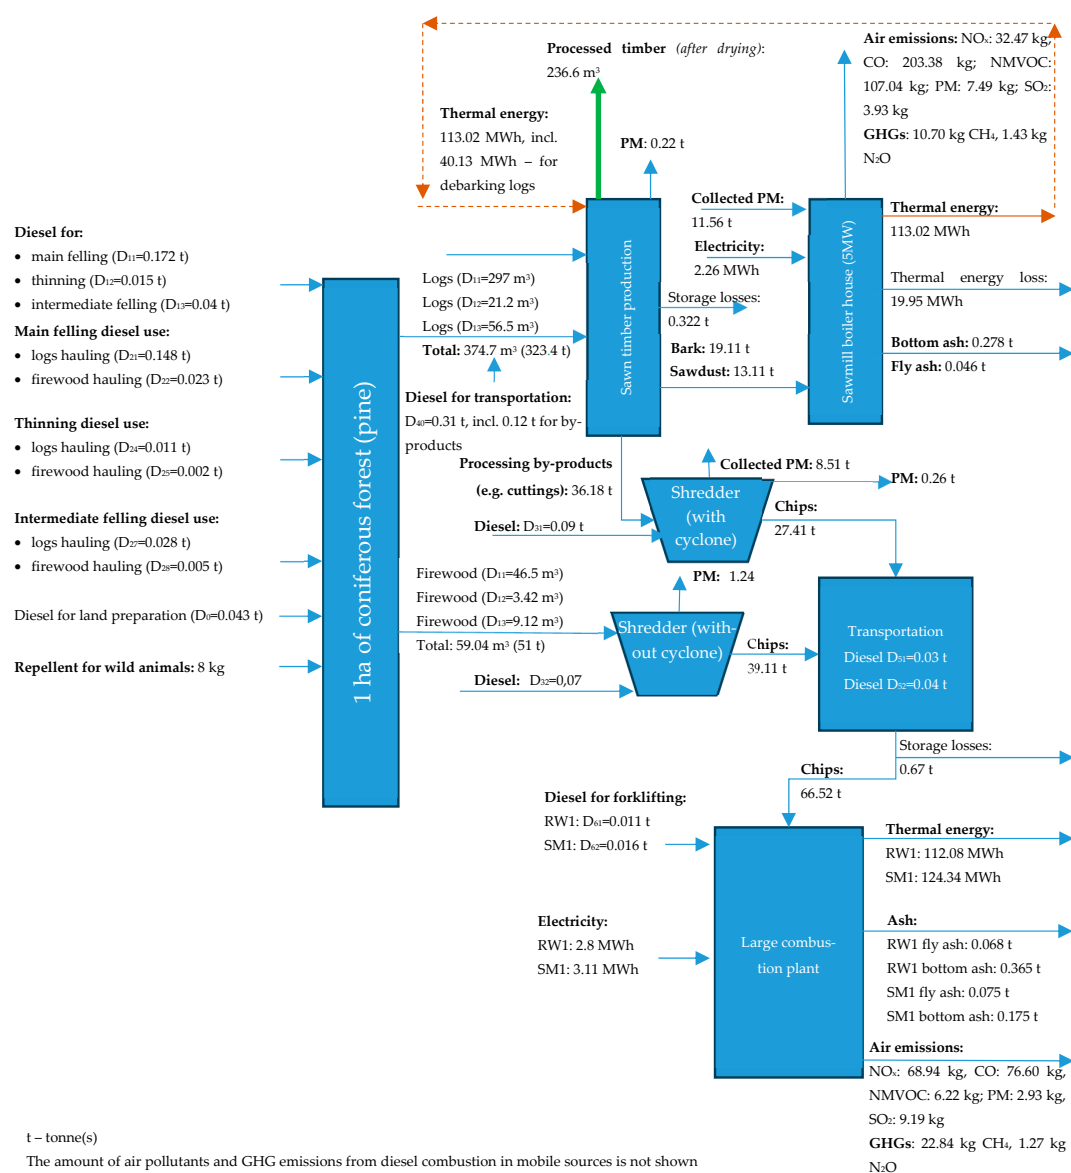 Processed timber (after drying):
236.6 m³
Air emissions: NOₓ: 32.47 kg,
CO: 203.38 kg; NMVOC:
107.04 kg; PM: 7.49 kg; SO₂:
3.93 kg
GHGs: 10.70 kg CH₄, 1.43 kg
N₂O
Thermal energy:
113.02 MWh, incl.
40.13 MWh – for
debarking logs
PM: 0.22 t
Collected PM:
11.56 t
Electricity:
2.26 MWh
Thermal energy:
113.02 MWh
Thermal energy loss:
19.95 MWh
Bottom ash: 0.278 t
Fly ash: 0.046 t
Sawn timber production
Sawmill boiler house (5MW)
Storage losses:
0.322 t
Bark: 19.11 t
Sawdust: 13.11 t
Diesel for:
• main felling (D₁₁=0.172 t)
• thinning (D₁₂=0.015 t)
• intermediate felling (D₁₃=0.04 t)
Main felling diesel use:
• logs hauling (D₂₁=0.148 t)
• firewood hauling (D₂₂=0.023 t)
Thinning diesel use:
• logs hauling (D₂₄=0.011 t)
• firewood hauling (D₂₅=0.002 t)
Intermediate felling diesel use:
• logs hauling (D₂₇=0.028 t)
• firewood hauling (D₂₈=0.005 t)
Diesel for land preparation (D₀=0.043 t)
Repellent for wild animals: 8 kg
1 ha of coniferous forest (pine)
Logs (D₁₁=297 m³)
Logs (D₁₂=21.2 m³)
Logs (D₁₃=56.5 m³)
Total: 374.7 m³ (323.4 t)
Diesel for transportation:
D₄₀=0.31 t, incl. 0.12 t for by-
products
Processing by-products
(e.g. cuttings): 36.18 t
Diesel: D₃₁=0.09 t
Shredder
(with
cyclone)
Collected PM: 8.51 t
PM: 0.26 t
Chips:
27.41 t
Firewood (D₁₁=46.5 m³)
Firewood (D₁₂=3.42 m³)
Firewood (D₁₃=9.12 m³)
Total: 59.04 m³ (51 t)
Diesel: D₃₂=0,07
PM: 1.24
Shredder (with-
out cyclone)
Chips:
39.11 t
Transportation
Diesel D₅₁=0.03 t
Diesel D₅₂=0.04 t
Storage losses:
0.67 t
Chips:
66.52 t
Diesel for forklifting:
RW1: D₆₁=0.011 t
SM1: D₆₂=0.016 t
Electricity:
RW1: 2.8 MWh
SM1: 3.11 MWh
Large combus-
tion plant
Thermal energy:
RW1: 112.08 MWh
SM1: 124.34 MWh
Ash:
RW1 fly ash: 0.068 t
RW1 bottom ash: 0.365 t
SM1 fly ash: 0.075 t
SM1 bottom ash: 0.175 t
Air emissions:
NOₓ: 68.94 kg, CO: 76.60 kg,
NMVOC: 6.22 kg; PM: 2.93 kg,
SO₂: 9.19 kg
GHGs: 22.84 kg CH₄, 1.27 kg
N₂O
t – tonne(s)
The amount of air pollutants and GHG emissions from diesel combustion in mobile sources is not shown